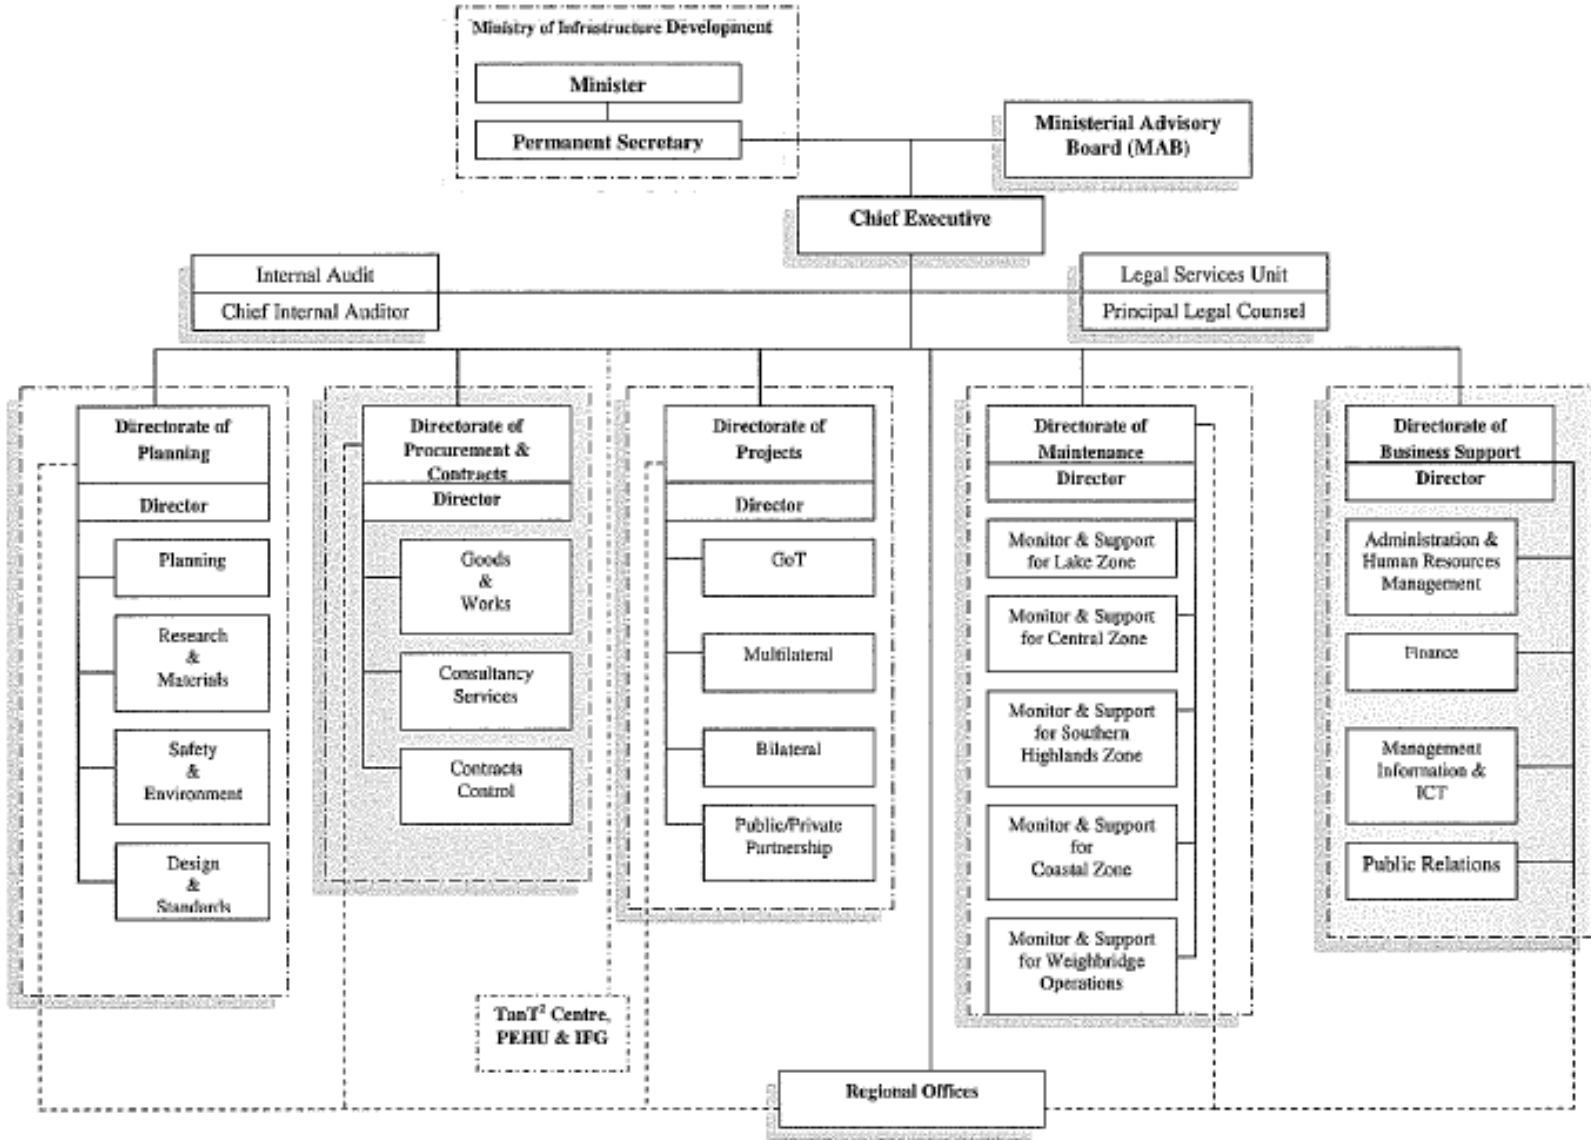 Ministry of Infrastructure Development
Minister
Permanent Secretary
Ministerial Advisory
Board (MAB)
Chief Executive
Internal Audit
Chief Internal Auditor
Legal Services Unit
Principal Legal Counsel
Directorate of
Planning
Director
Planning
Research
&
Materials
Safety
&
Environment
Design
&
Standards
Directorate of
Procurement &
Contracts
Director
Goods
&
Works
Consultancy
Services
Contracts
Control
Directorate of
Projects
Director
GoT
Multilateral
Bilateral
Public/Private
Partnership
Directorate of
Maintenance
Director
Monitor & Support
for Lake Zone
Monitor & Support
for Central Zone
Monitor & Support
for Southern
Highlands Zone
Monitor & Support
for
Coastal Zone
Monitor & Support
for Weighbridge
Operations
Directorate of
Business Support
Director
Administration &
Human Resources
Management
Finance
Management
Information &
ICT
Public Relations
TanT² Centre,
PEHU & IFG
Regional Offices